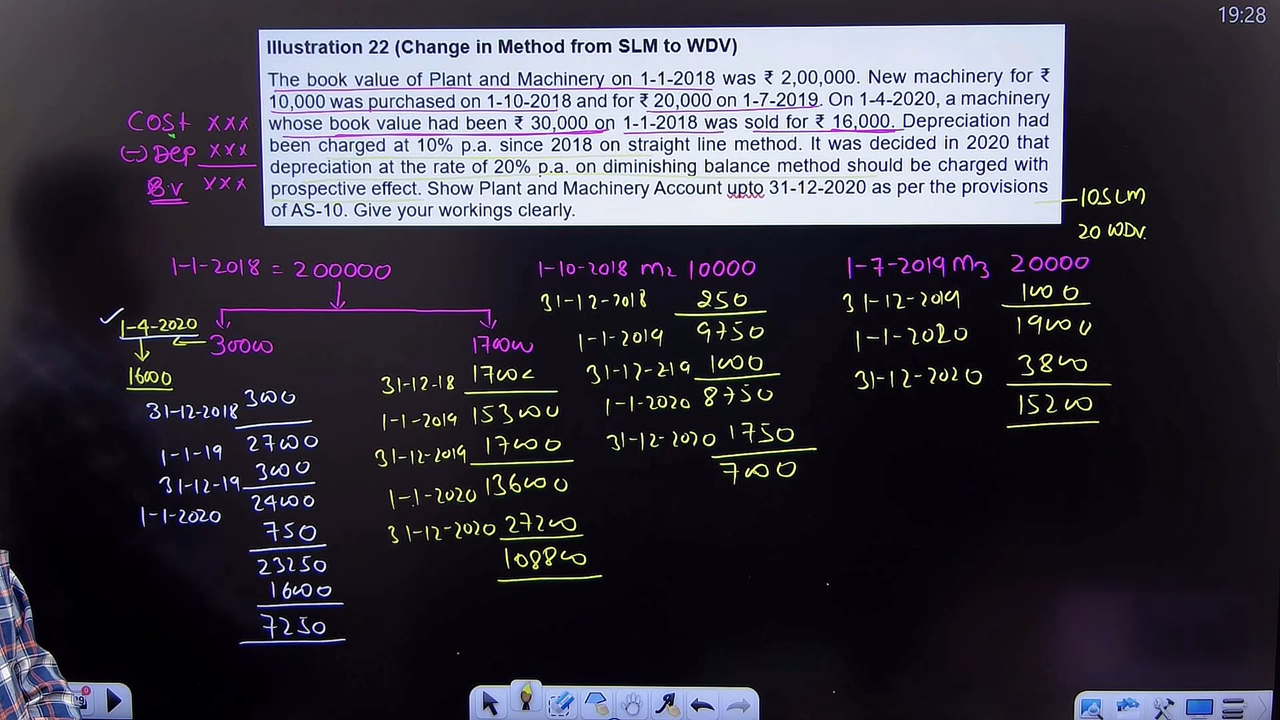 19:28
Illustration 22 (Change in Method from SLM to WDV)
The book value of Plant and Machinery on 1-1-2018 was ₹ 2,00,000. New machinery for ₹
10,000 was purchased on 1-10-2018 and for ₹ 20,000 on 1-7-2019. On 1-4-2020, a machinery
whose book value had been ₹ 30,000 on 1-1-2018 was sold for ₹ 16,000. Depreciation had
been charged at 10% p.a. since 2018 on straight line method. It was decided in 2020 that
depreciation at the rate of 20% p.a. on diminishing balance method should be charged with
prospective effect. Show Plant and Machinery Account upto 31-12-2020 as per the provisions
of AS-10. Give your workings clearly.
Cost xxx
(-) Dep xxx
B.v xxx
10 SLM
20 WDV.
1-1-2018 = 200000
1-4-2020
30000
16000
31-12-2018 3000
1-1-19 27000
31-12-19 3000
1-1-2020 24000
750
23250
16000
7250
170000
31-12-18 17000
1-1-2019 153000
31-12-2019 17000
1-1-2020 136000
31-12-2020 27200
108800
1-10-2018 M2 10000
31-12-2018 250
1-1-2019 9750
31-12-219 1000
1-1-2020 8750
31-12-2020 1750
7000
1-7-2019 M3 20000
31-12-2019 1000
1-1-2020 19000
31-12-2020 3800
15200